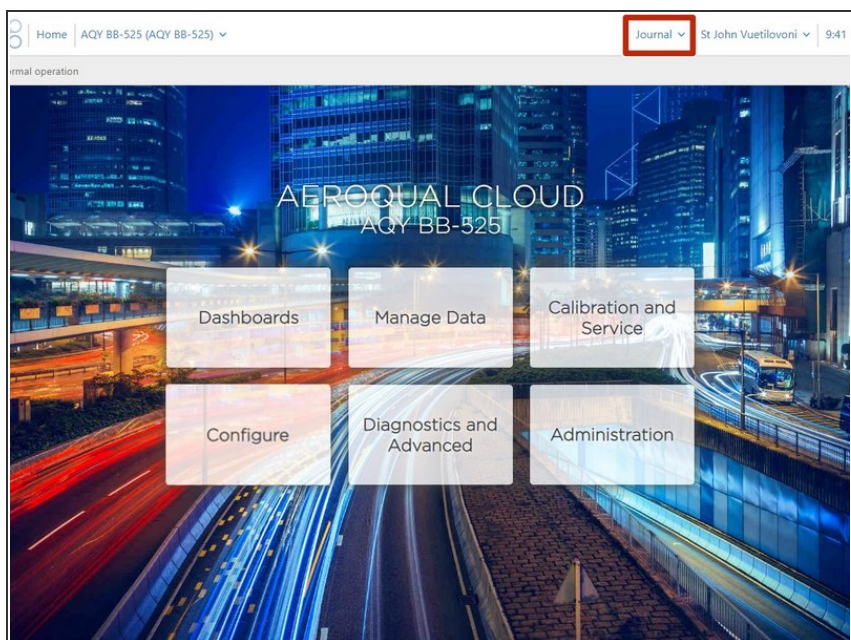 Home AQY BB-525 (AQY BB-525) Journal St John Vuetilovoni 9:41
ormal operation
AEROQUAL CLOUD
AQY BB-525
Dashboards
Manage Data
Calibration and
Service
Configure
Diagnostics and
Advanced
Administration